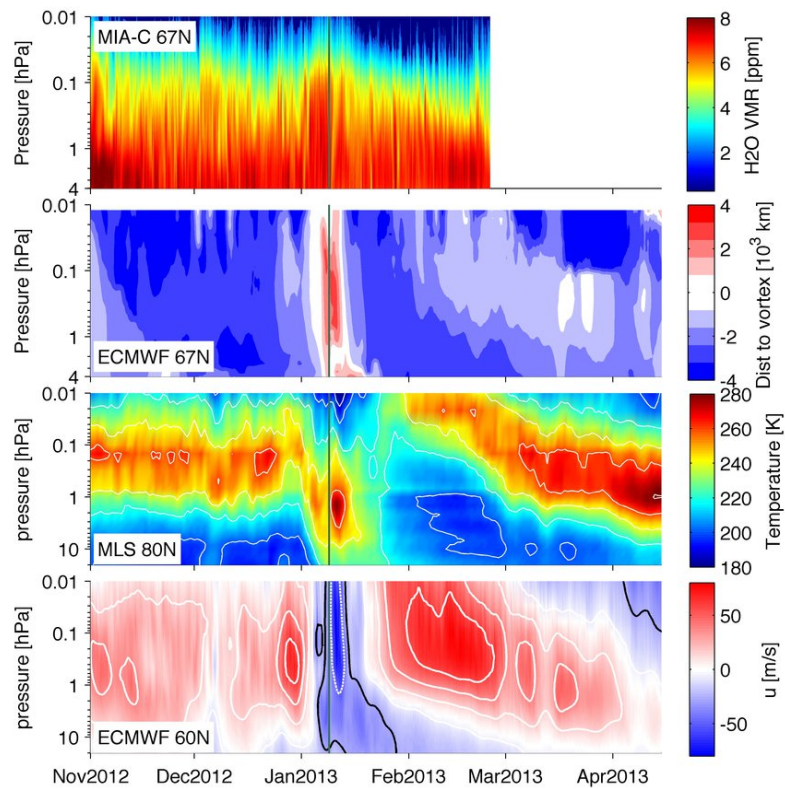 0.01
MIA-C 67N
0.1
1
4
Pressure [hPa]
8
6
4
2
H2O VMR [ppm]
0.01
0.1
1
4
Pressure [hPa]
ECMWF 67N
4
2
0
-2
-4
Dist to vortex [10³ km]
0.01
0.1
1
10
pressure [hPa]
MLS 80N
280
260
240
220
200
180
Temperature [K]
0.01
0.1
1
10
pressure [hPa]
ECMWF 60N
50
0
-50
u [m/s]
Nov2012 Dec2012 Jan2013 Feb2013 Mar2013 Apr2013